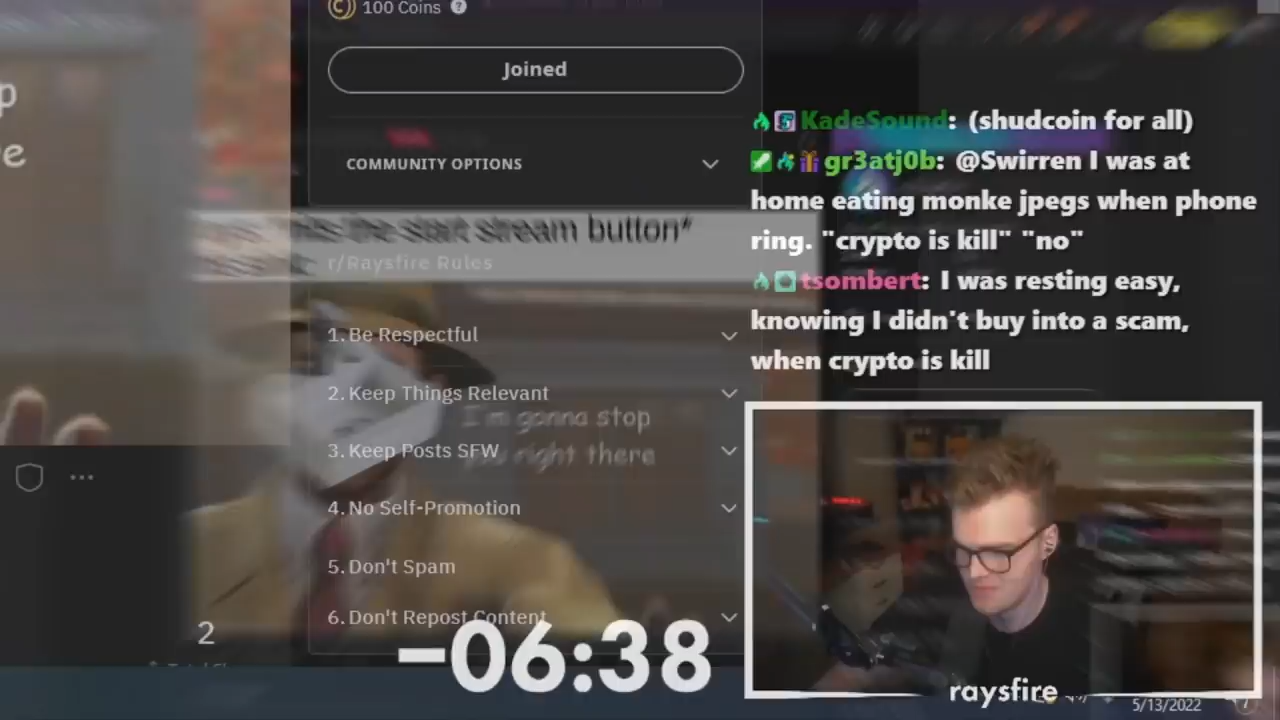 100 Coins
Joined
COMMUNITY OPTIONS
the start stream button*
r/Raysfire Rules
1. Be Respectful
2. Keep Things Relevant
I'm gonna stop
you right there
3. Keep Posts SFW
4. No Self-Promotion
5. Don't Spam
6. Don't Repost Content
2
-06:38
KadeSound: (shudcoin for all)
gr3atj0b: @Swirren I was at
home eating monke jpegs when phone
ring. "crypto is kill" "no"
tsombert: I was resting easy,
knowing I didn't buy into a scam,
when crypto is kill
raysfire
5/13/2022